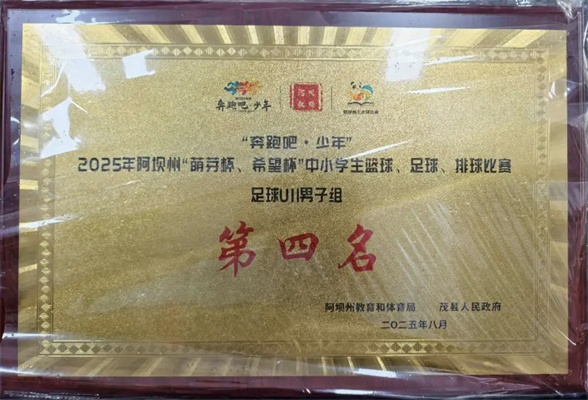 奔跑吧·少年
“奔跑吧·少年”
2025年阿坝州“萌芽杯、希望杯”中小学生篮球、足球、排球比赛
足球U11男子组
第四名
阿坝州教育和体育局 茂县人民政府
二〇二五年八月